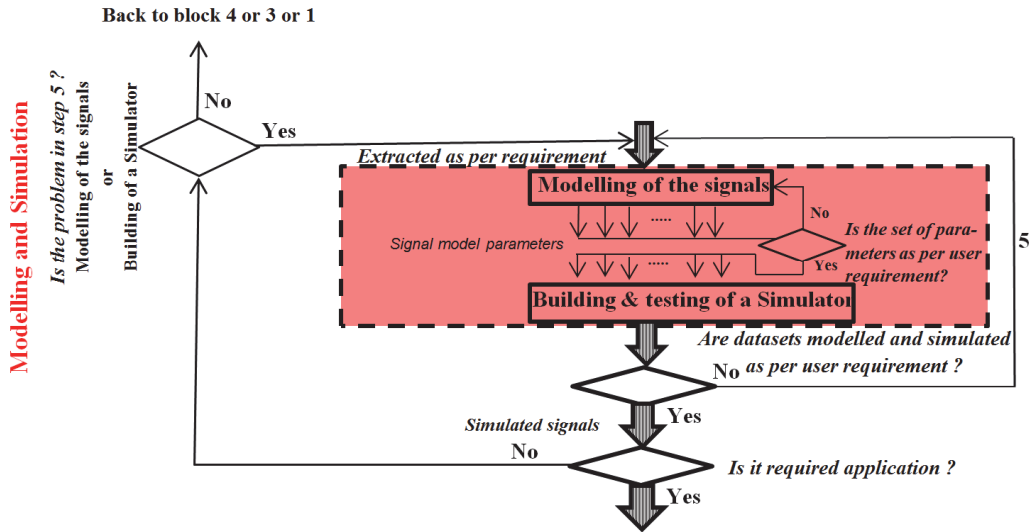 Back to block 4 or 3 or 1
Modelling and Simulation
Is the problem in step 5 ?
Modelling of the signals
or
Building of a Simulator
No
Yes
Extracted as per requirement
Modelling of the signals
.....
No
Signal model parameters
Is the set of para-
meters as per user
requirement?
Yes
.....
Building & testing of a Simulator
5
Are datasets modelled and simulated
as per user requirement ?
No
Yes
Simulated signals
No
Is it required application ?
Yes